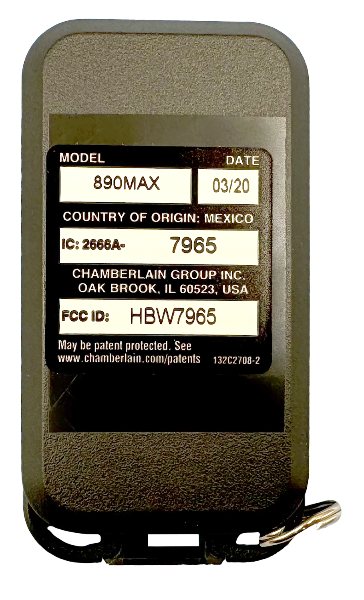 MODEL DATE
890MAX 03/20
COUNTRY OF ORIGIN: MEXICO
IC: 2666A- 7965
CHAMBERLAIN GROUP INC.
OAK BROOK, IL 60523, USA
FCC ID: HBW7965
May be patent protected. See
www.chamberlain.com/patents 132C2708-2